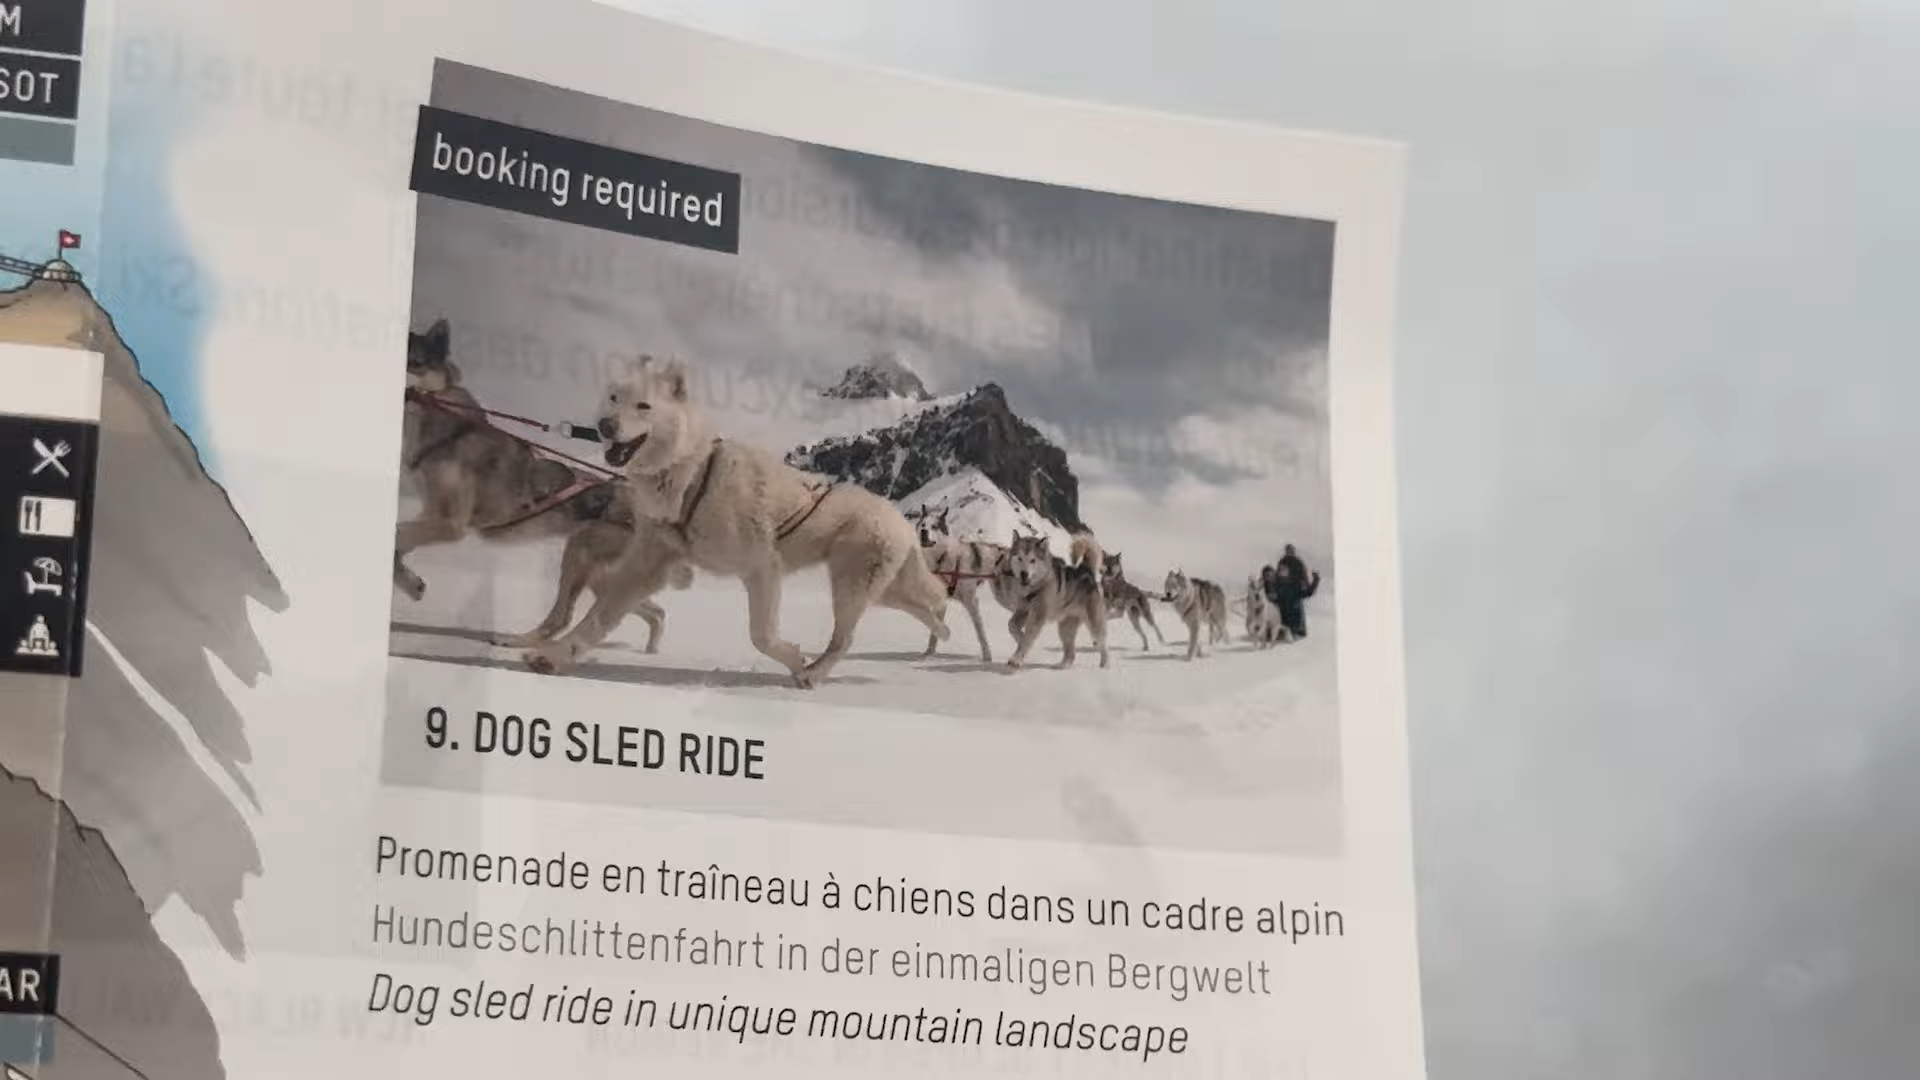 M
SOT
booking required
9. DOG SLED RIDE
Promenade en traîneau à chiens dans un cadre alpin
Hundeschlittenfahrt in der einmaligen Bergwelt
Dog sled ride in unique mountain landscape
AR